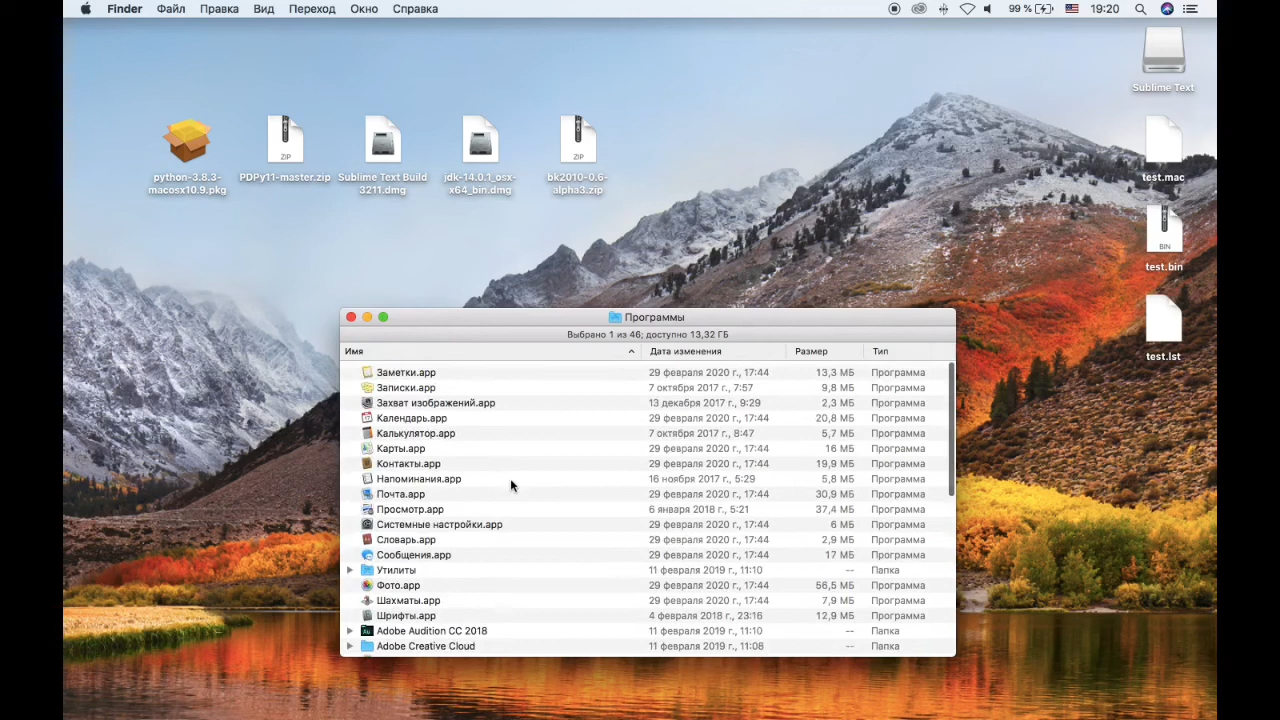 Finder Файл Правка Вид Переход Окно Справка 99 % 19:20
Sublime Text
python-3.8.3-
macosx10.9.pkg
ZIP
PDPy11-master.zip
Sublime Text Build
3211.dmg
jdk-14.0.1_osx-
x64_bin.dmg
ZIP
bk2010-0.6-
alpha3.zip
test.mac
BIN
test.bin
test.lst
Программы
Выбрано 1 из 46; доступно 13,32 ГБ
Имя Дата изменения Размер Тип
Заметки.app 29 февраля 2020 г., 17:44 13,3 МБ Программа
Записки.app 7 октября 2017 г., 7:57 9,8 МБ Программа
Захват изображений.app 13 декабря 2017 г., 9:29 2,3 МБ Программа
Календарь.app 29 февраля 2020 г., 17:44 20,8 МБ Программа
Калькулятор.app 7 октября 2017 г., 8:47 5,7 МБ Программа
Карты.app 29 февраля 2020 г., 17:44 16 МБ Программа
Контакты.app 29 февраля 2020 г., 17:44 19,9 МБ Программа
Напоминания.app 16 ноября 2017 г., 5:29 5,8 МБ Программа
Почта.app 29 февраля 2020 г., 17:44 30,9 МБ Программа
Просмотр.app 6 января 2018 г., 5:21 37,4 МБ Программа
Системные настройки.app 29 февраля 2020 г., 17:44 6 МБ Программа
Словарь.app 29 февраля 2020 г., 17:44 2,9 МБ Программа
Сообщения.app 29 февраля 2020 г., 17:44 17 МБ Программа
Утилиты 11 февраля 2019 г., 11:10 -- Папка
Фото.app 29 февраля 2020 г., 17:44 56,5 МБ Программа
Шахматы.app 29 февраля 2020 г., 17:44 7,9 МБ Программа
Шрифты.app 4 февраля 2018 г., 23:16 12,9 МБ Программа
Au Adobe Audition CC 2018 11 февраля 2019 г., 11:10 -- Папка
Adobe Creative Cloud 11 февраля 2019 г., 11:08 -- Папка